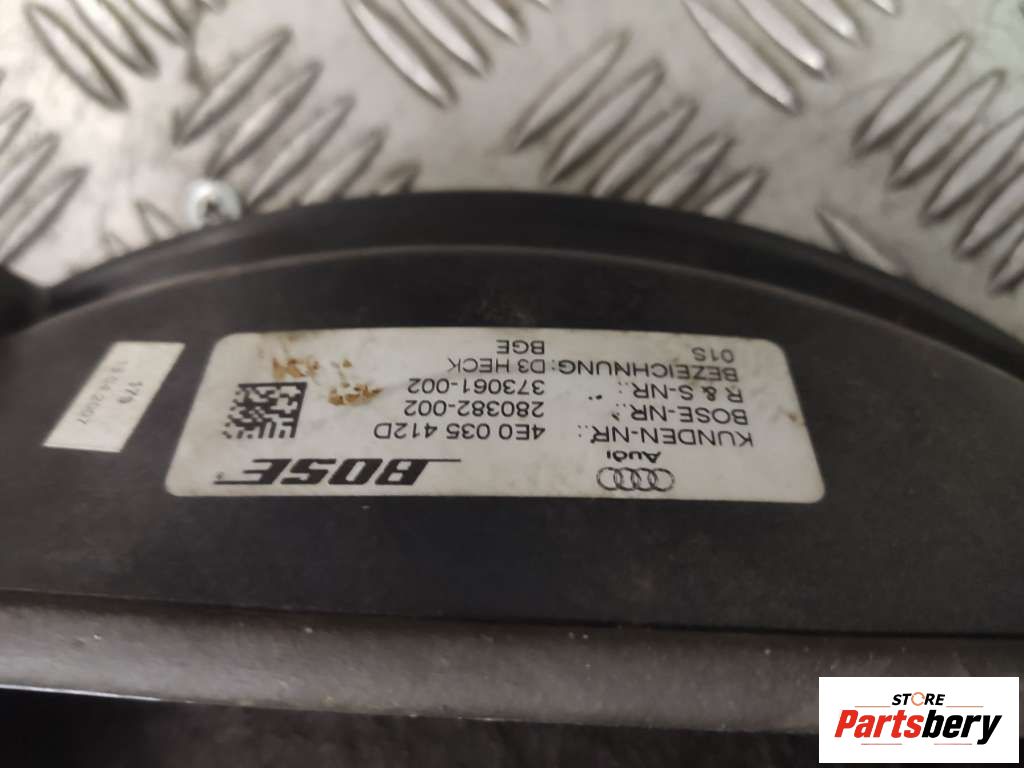 Audi
BOSE®
KUNDEN-NR.: 4E0 035 412D
BOSE-NR.: 280382-002
R & S-NR.: 373061-002
BEZEICHNUNG: D3 HECK
01S BGE
179
STORE
Partsbery